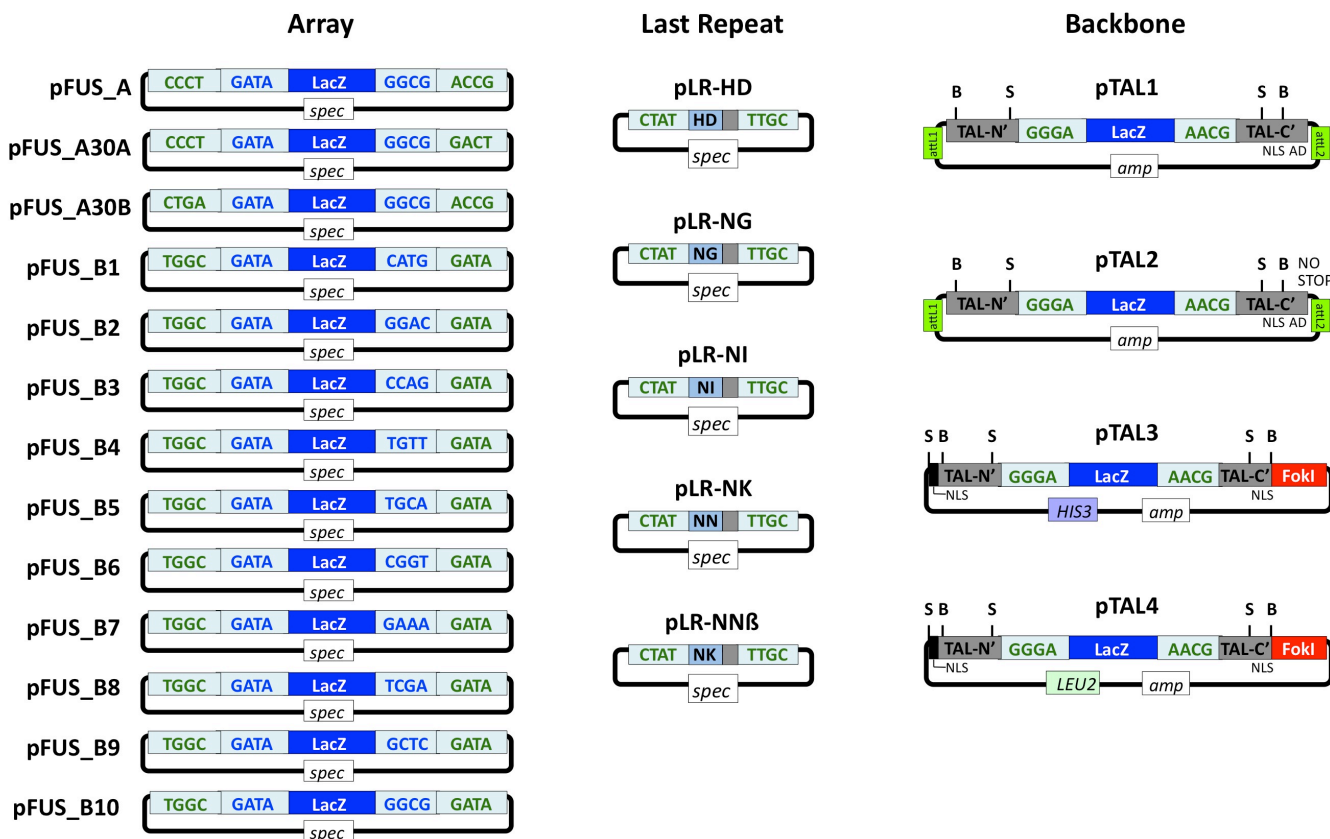 Array
pFUS_A
CCCT GATA LacZ GGCG ACCG
spec
pFUS_A30A
CCCT GATA LacZ GGCG GACT
spec
pFUS_A30B
CTGA GATA LacZ GGCG ACCG
spec
pFUS_B1
TGGC GATA LacZ CATG GATA
spec
pFUS_B2
TGGC GATA LacZ GGAC GATA
spec
pFUS_B3
TGGC GATA LacZ CCAG GATA
spec
pFUS_B4
TGGC GATA LacZ TGTT GATA
spec
pFUS_B5
TGGC GATA LacZ TGCA GATA
spec
pFUS_B6
TGGC GATA LacZ CGGT GATA
spec
pFUS_B7
TGGC GATA LacZ GAAA GATA
spec
pFUS_B8
TGGC GATA LacZ TCGA GATA
spec
pFUS_B9
TGGC GATA LacZ GCTC GATA
spec
pFUS_B10
TGGC GATA LacZ GGCG GATA
spec
Last Repeat
pLR-HD
CTAT HD TTGC
spec
pLR-NG
CTAT NG TTGC
spec
pLR-NI
CTAT NI TTGC
spec
pLR-NK
CTAT NN TTGC
spec
pLR-NNß
CTAT NK TTGC
spec
Backbone
pTAL1
B S S B
attL1 TAL-N' GGGA LacZ AACG TAL-C' attL2
NLS AD
amp
pTAL2
B S S B NO
STOP
attL1 TAL-N' GGGA LacZ AACG TAL-C' attL2
NLS AD
amp
pTAL3
S B S S B
TAL-N' GGGA LacZ AACG TAL-C' FokI
NLS NLS
HIS3 amp
pTAL4
S B S S B
TAL-N' GGGA LacZ AACG TAL-C' FokI
NLS NLS
LEU2 amp